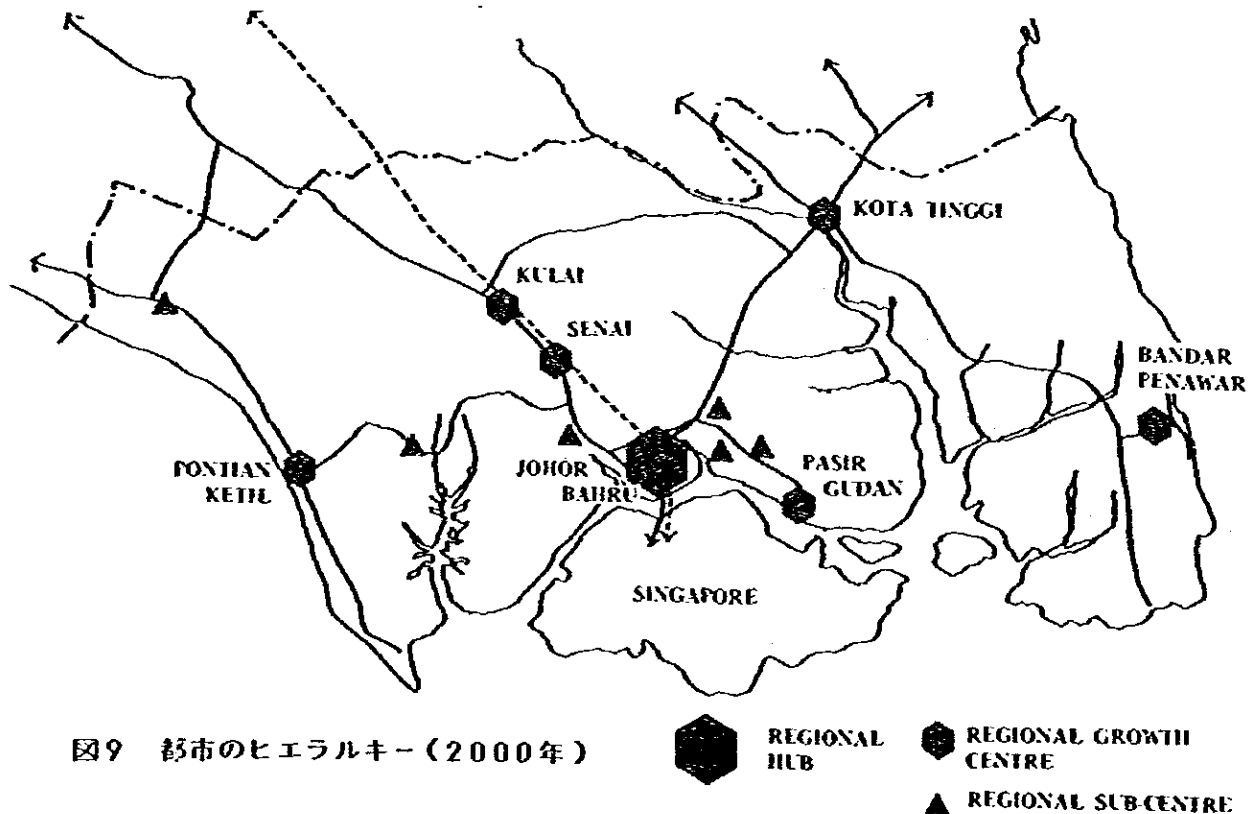 N
KOTA TINGGI
KULAI
SENAI
BANDAR
PENAWAR
PONTIAN
KETIL
JOHOR
BAHRU
PASIR
GUDAN
SINGAPORE
図9 都市のヒエラルキー(2000年)
REGIONAL
HUB
REGIONAL GROWTH
CENTRE
REGIONAL SUB-CENTRE